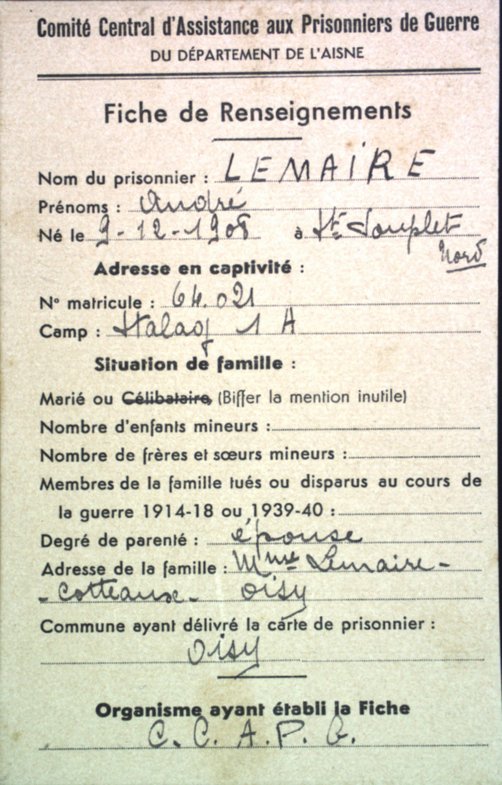 Comité Central d'Assistance aux Prisonniers de Guerre
DU DÉPARTEMENT DE L'AISNE
Fiche de Renseignements
Nom du prisonnier : LEMAIRE
Prénoms : André
Né le 9-12-1908 à St. Souplet
Nord
Adresse en captivité :
N° matricule : 64.021
Camp : Stalag 1 A
Situation de famille :
Marié ou Célibataire, (Biffer la mention inutile)
Nombre d'enfants mineurs :
Nombre de frères et sœurs mineurs :
Membres de la famille tués ou disparus au cours de
la guerre 1914-18 ou 1939-40 :
Degré de parenté : épouse
Adresse de la famille : Mme Lemaire-
-Cotteaux- Oisy
Commune ayant délivré la carte de prisonnier :
Oisy
Organisme ayant établi la Fiche
C. C. A. P. G.